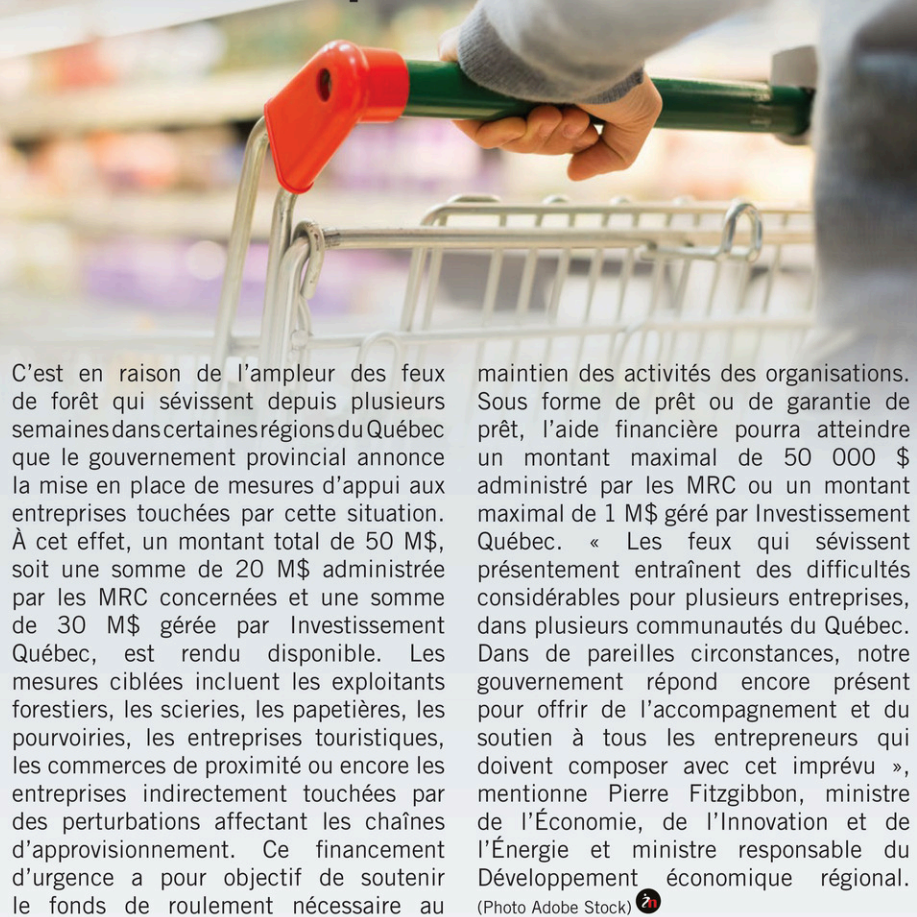 C’est en raison de l’ampleur des feux
de forêt qui sévissent depuis plusieurs
semaines dans certaines régions du Québec
que le gouvernement provincial annonce
la mise en place de mesures d’appui aux
entreprises touchées par cette situation.
À cet effet, un montant total de 50 M$,
soit une somme de 20 M$ administrée
par les MRC concernées et une somme
de 30 M$ gérée par Investissement
Québec, est rendu disponible. Les
mesures ciblées incluent les exploitants
forestiers, les scieries, les papetières, les
pourvoiries, les entreprises touristiques,
les commerces de proximité ou encore les
entreprises indirectement touchées par
des perturbations affectant les chaînes
d’approvisionnement. Ce financement
d’urgence a pour objectif de soutenir
le fonds de roulement nécessaire au
maintien des activités des organisations.
Sous forme de prêt ou de garantie de
prêt, l’aide financière pourra atteindre
un montant maximal de 50 000 $
administré par les MRC ou un montant
maximal de 1 M$ géré par Investissement
Québec. « Les feux qui sévissent
présentement entraînent des difficultés
considérables pour plusieurs entreprises,
dans plusieurs communautés du Québec.
Dans de pareilles circonstances, notre
gouvernement répond encore présent
pour offrir de l’accompagnement et du
soutien à tous les entrepreneurs qui
doivent composer avec cet imprévu »,
mentionne Pierre Fitzgibbon, ministre
de l’Économie, de l’Innovation et de
l’Énergie et ministre responsable du
Développement économique régional.
(Photo Adobe Stock)